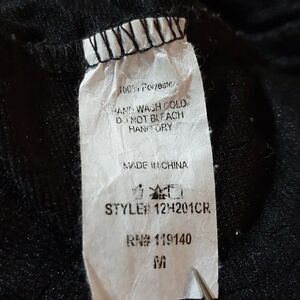 100% Polyester
HAND WASH COLD
DO NOT BLEACH
HANG DRY
MADE IN CHINA
STYLE# 12H201CR
RN# 119140
M